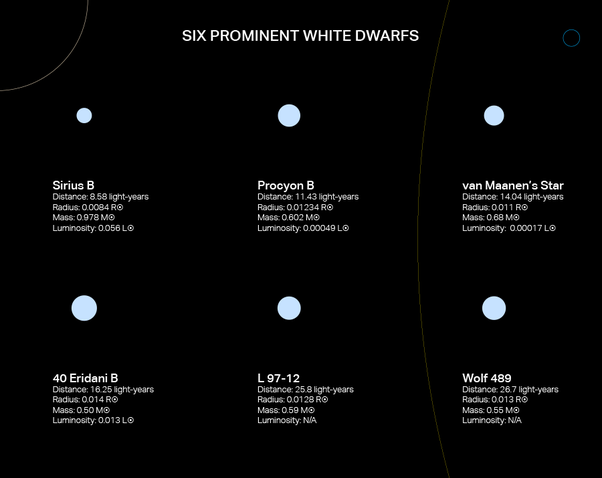 SIX PROMINENT WHITE DWARFS
Sirius B
Distance: 8.58 light-years
Radius: 0.0084 R☉
Mass: 0.978 M☉
Luminosity: 0.056 L☉
Procyon B
Distance: 11.43 light-years
Radius: 0.01234 R☉
Mass: 0.602 M☉
Luminosity: 0.00049 L☉
van Maanen's Star
Distance: 14.04 light-years
Radius: 0.011 R☉
Mass: 0.68 M☉
Luminosity: 0.00017 L☉
40 Eridani B
Distance: 16.25 light-years
Radius: 0.014 R☉
Mass: 0.50 M☉
Luminosity: 0.013 L☉
L 97-12
Distance: 25.8 light-years
Radius: 0.0128 R☉
Mass: 0.59 M☉
Luminosity: N/A
Wolf 489
Distance: 26.7 light-years
Radius: 0.013 R☉
Mass: 0.55 M☉
Luminosity: N/A